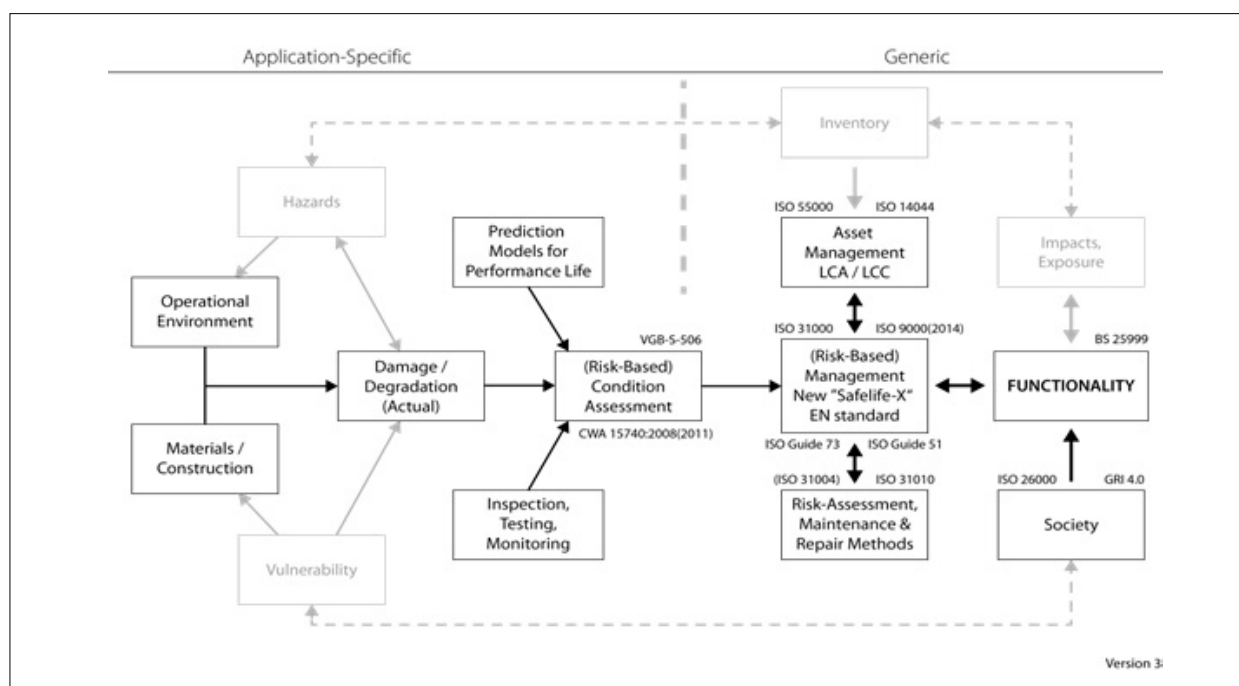 Application-Specific
Generic
Inventory
Hazards
ISO 55000
ISO 14044
Prediction
Models for
Performance Life
Asset
Management
LCA / LCC
Impacts,
Exposure
Operational
Environment
VGB-S-506
ISO 31000
ISO 9000(2014)
BS 25999
Damage /
Degradation
(Actual)
(Risk-Based)
Condition
Assessment
(Risk-Based)
Management
New "Safelife-X"
EN standard
FUNCTIONALITY
Materials /
Construction
CWA 15740:2008(2011)
ISO Guide 73
ISO Guide 51
(ISO 31004)
ISO 31010
ISO 26000
GRI 4.0
Inspection,
Testing,
Monitoring
Risk-Assessment,
Maintenance &
Repair Methods
Society
Vulnerability
Version